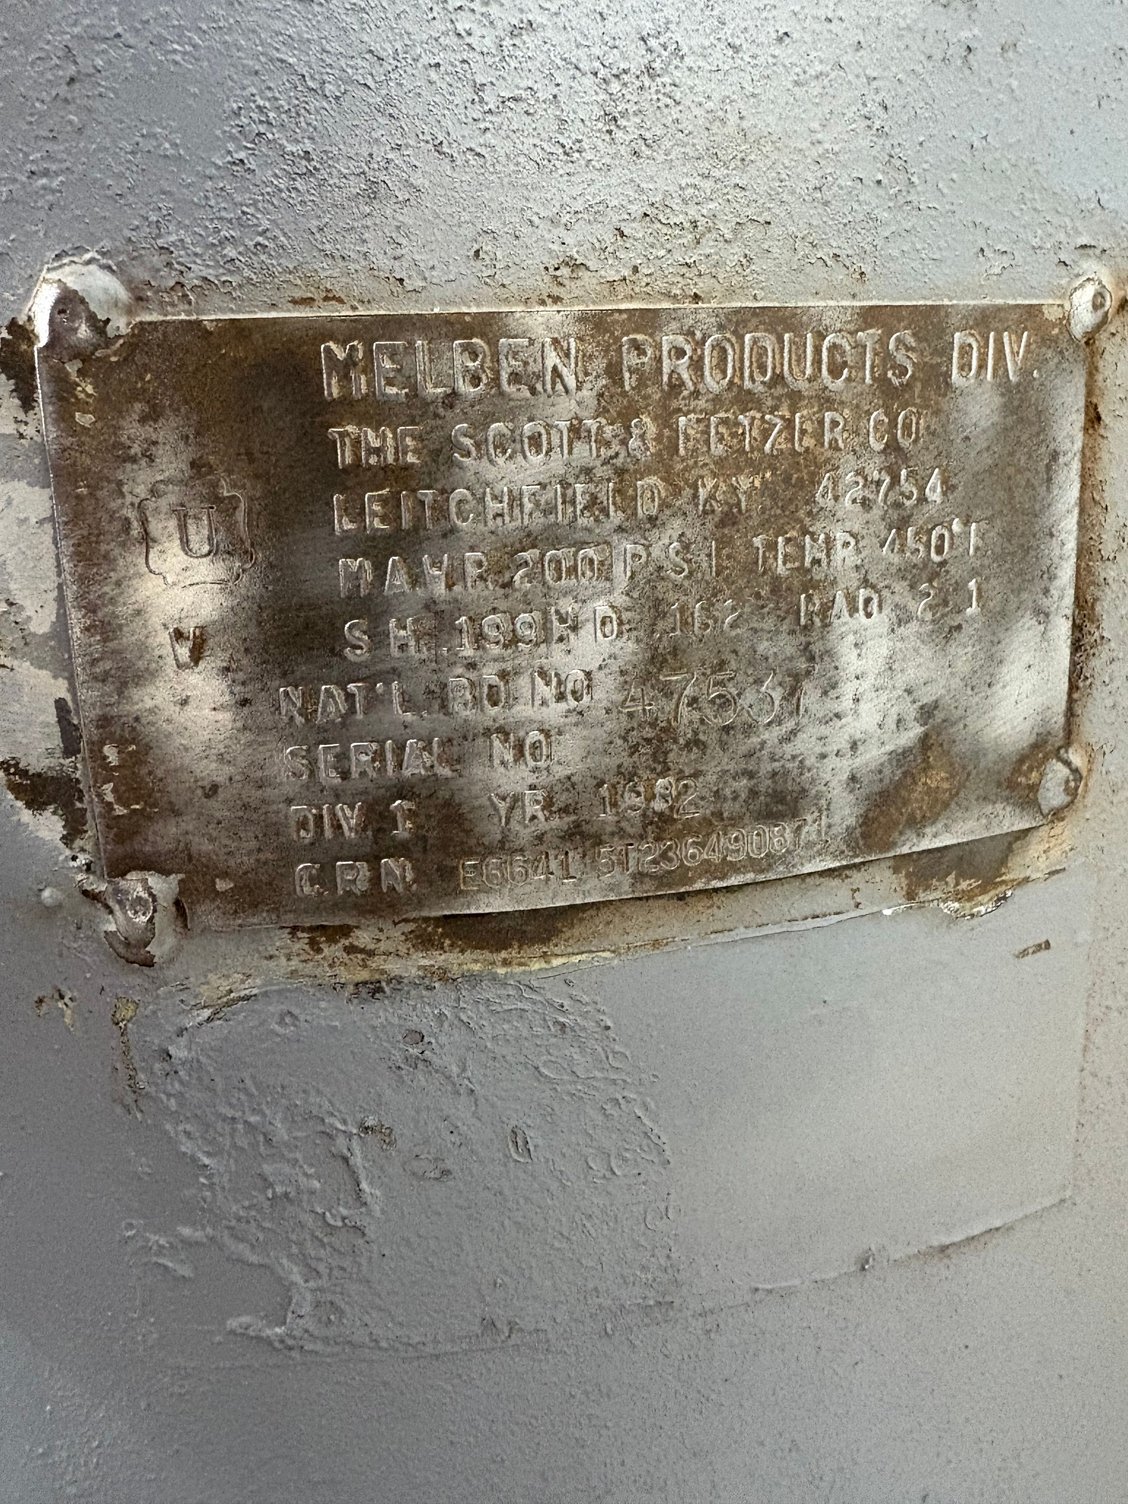 MELBEN PRODUCTS DIV.
THE SCOTT & FETZER CO
LEITCHFIELD KY 42754
U
M.A.W.P. 200 P S I TEMP. 450°F
W
S H .199 H D .162 RAD 2 1
NAT'L. BD NO 47537
SERIAL NO.
DIV. 1 YR. 1982
C.R.N. E6641 5T236490871